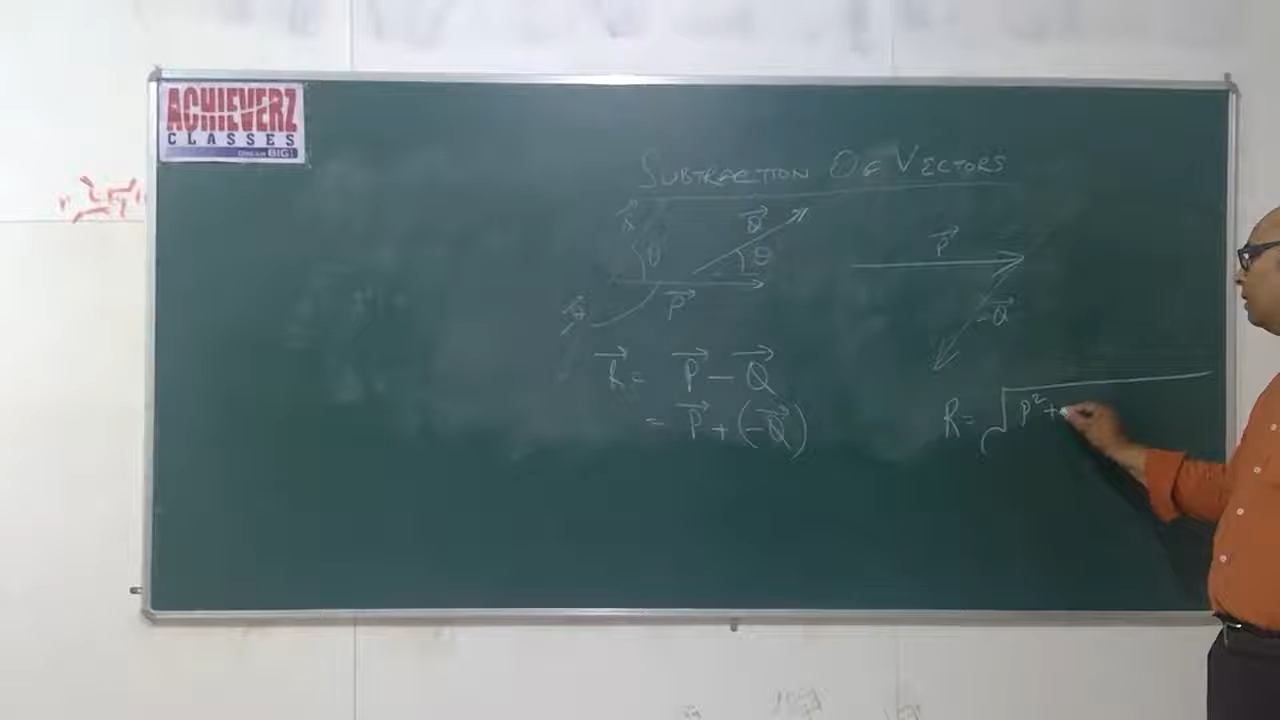 ACHIEVERZ
CLASSES
DREAM BIG!
SUBTRACTION OF VECTORS
Q⃗
θ θ
P⃗
P⃗
-Q⃗
R⃗ = P⃗ - Q⃗
= P⃗ + (-Q⃗)
R = √P²+